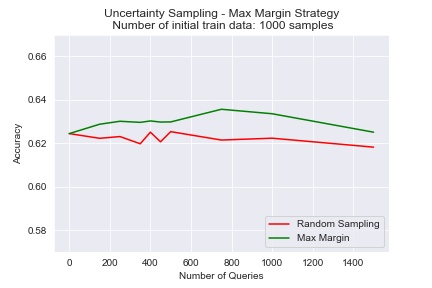 Uncertainty Sampling - Max Margin Strategy
Number of initial train data: 1000 samples
0.66
0.64
0.62
0.60
0.58
Accuracy
Random Sampling
Max Margin
0 200 400 600 800 1000 1200 1400
Number of Queries